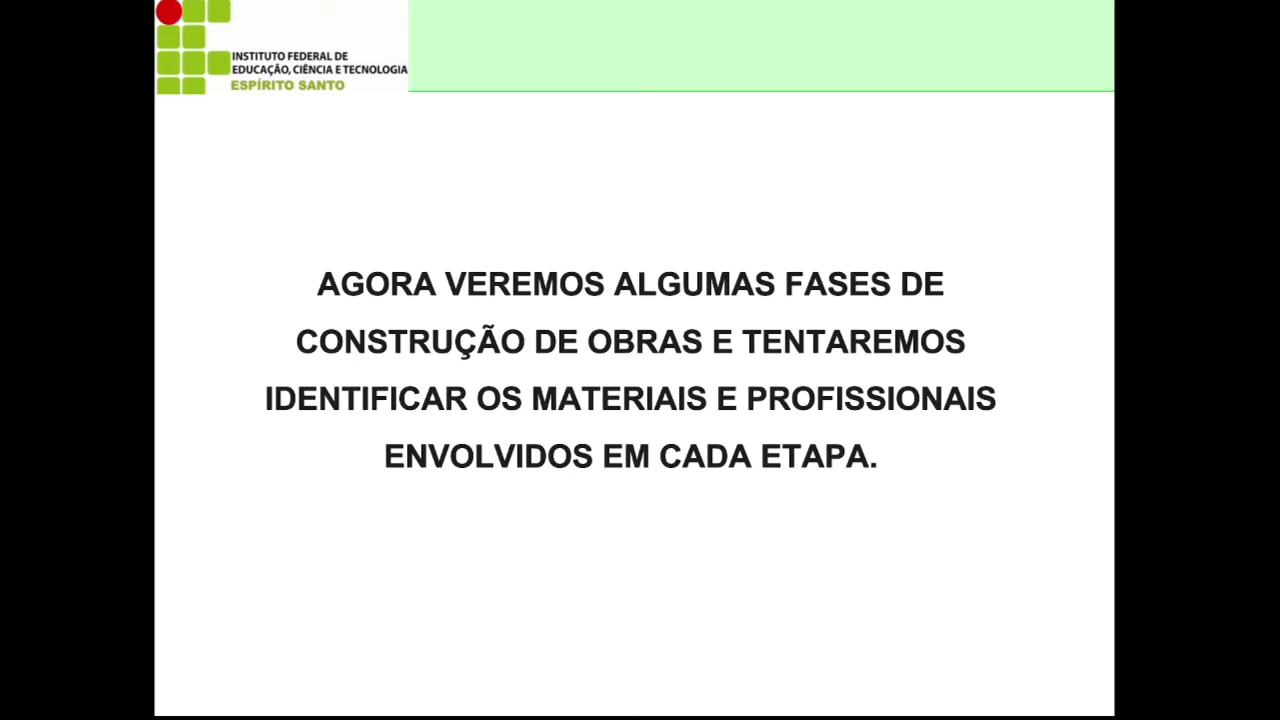 INSTITUTO FEDERAL DE
EDUCAÇÃO, CIÊNCIA E TECNOLOGIA
ESPÍRITO SANTO
AGORA VEREMOS ALGUMAS FASES DE
CONSTRUÇÃO DE OBRAS E TENTAREMOS
IDENTIFICAR OS MATERIAIS E PROFISSIONAIS
ENVOLVIDOS EM CADA ETAPA.